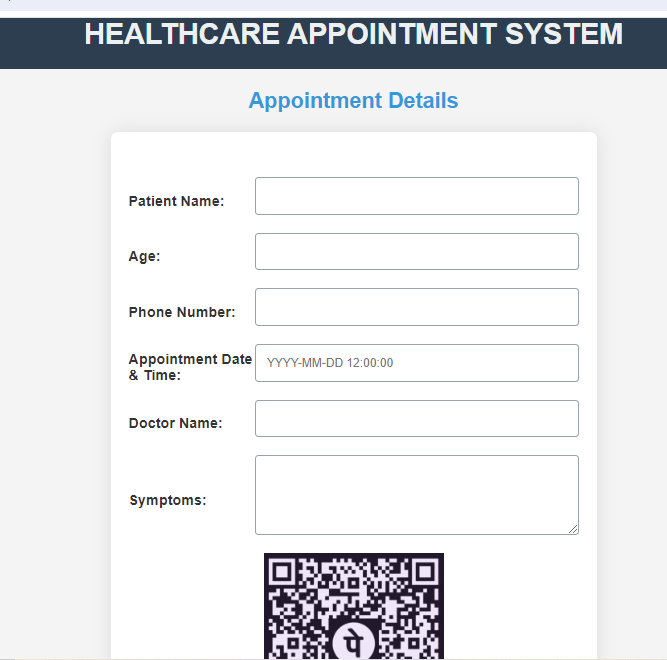 HEALTHCARE APPOINTMENT SYSTEM
Appointment Details
Patient Name:
Age:
Phone Number:
Appointment Date
& Time:
YYYY-MM-DD 12:00:00
Doctor Name:
Symptoms:
पे